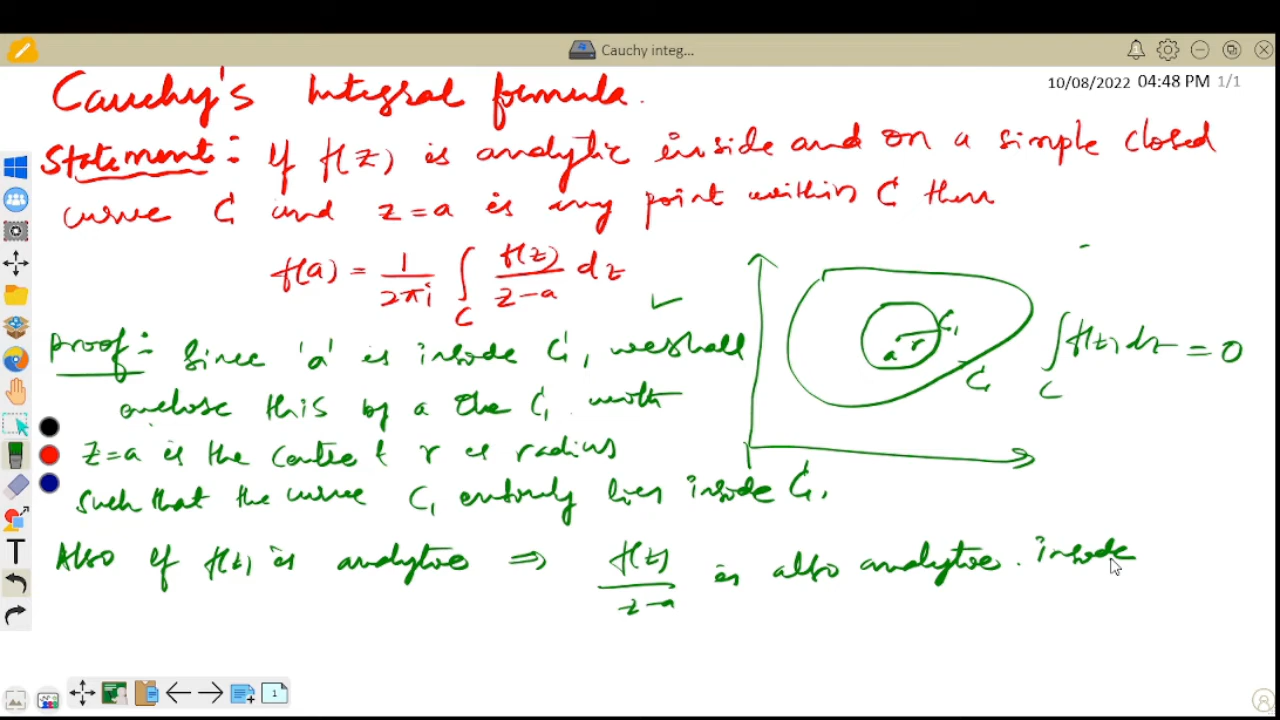 Cauchy integ...
10/08/2022 04:48 PM 1/1
Cauchy's Integral formula.
Statement: If f(z) is analytic inside and on a simple closed
curve C and z=a is any point within C then
f(a) = 1/2πi ∫C f(z)/z-a dz
Proof: Since 'a' is inside C, we shall
enclose this by a C1 with
z=a is the & r as radius
such that the curve C1 entirely lies inside C.
Also if f(z) is analytic ⇒ f(z)/z-a is also analytic. inside
a r C1
C
∫C f(z) dz = 0
T
1